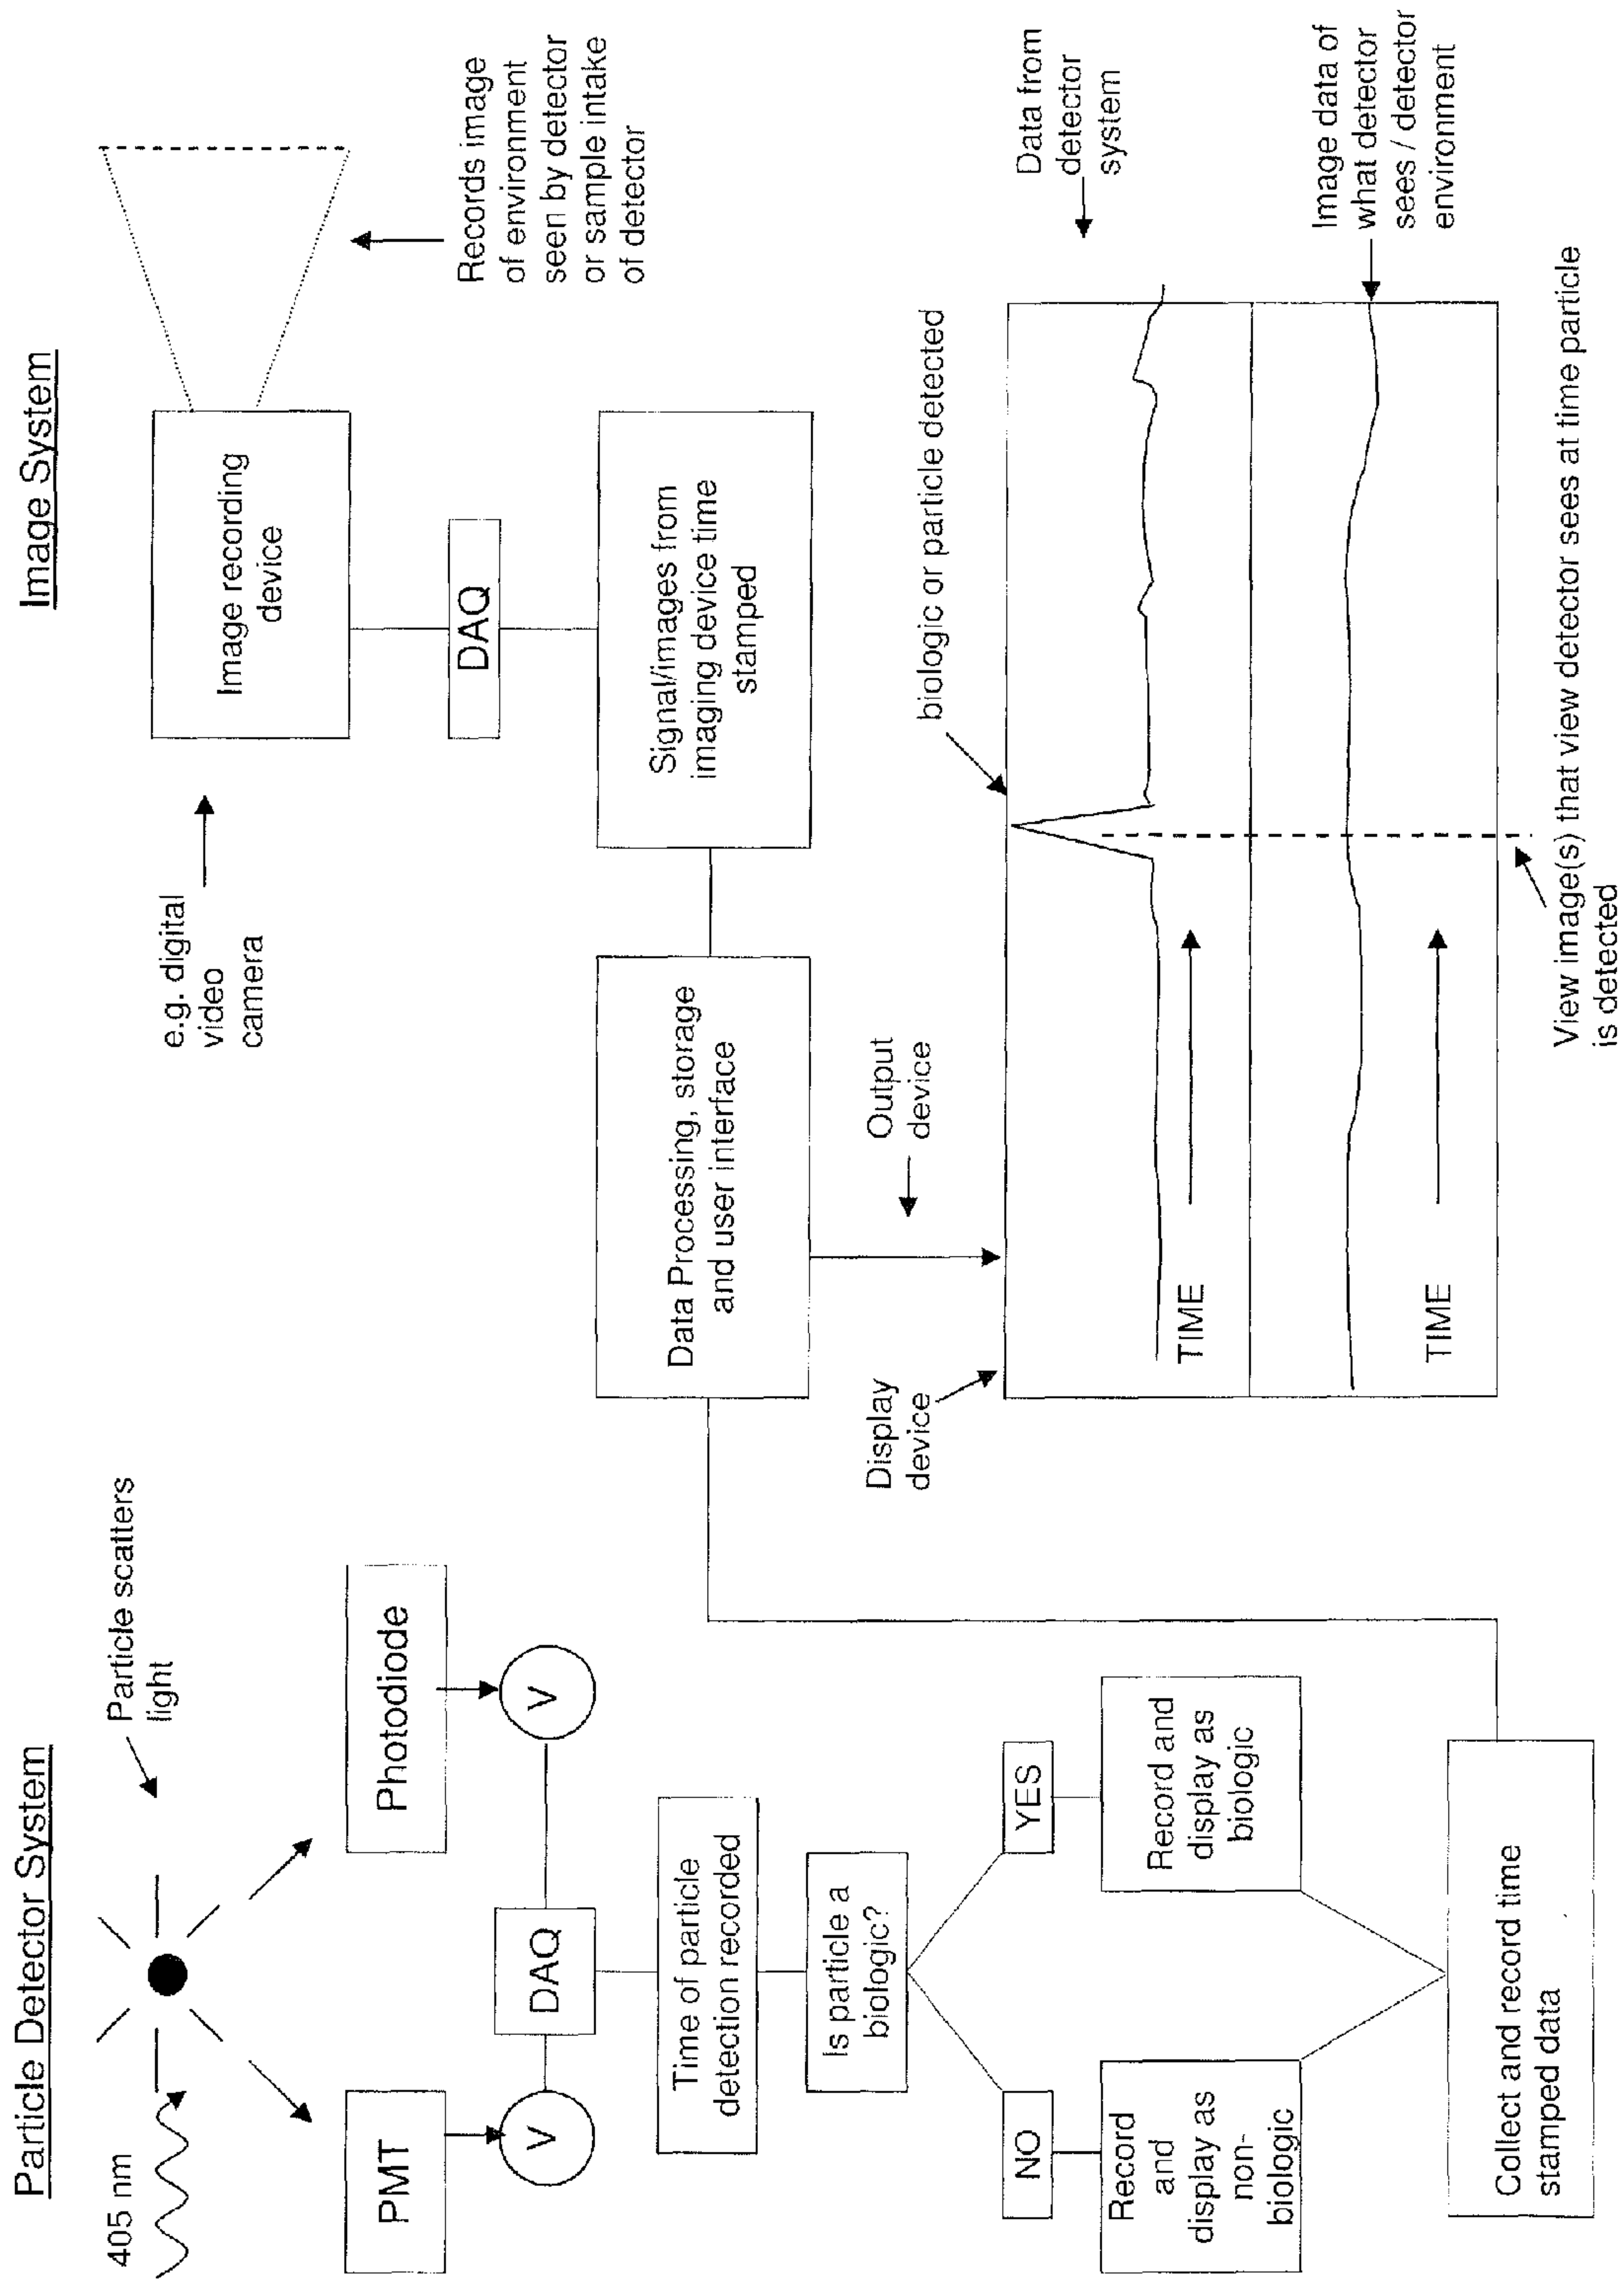 Particle Detector System
405 nm
Particle scatters
light
PMT
Photodiode
V
V
DAQ
Time of particle
detection recorded
Is particle a
biologic?
NO
YES
Record
and
display as
non-
biologic
Record and
display as
biologic
Collect and record time
stamped data
Image System
e.g. digital
video
camera
Image recording
device
Records image
of environment
seen by detector
or sample intake
of detector
DAQ
Signal/images from
imaging device time
stamped
Data Processing, storage
and user interface
Output
device
Display
device
biologic or particle detected
Data from
detector
system
TIME
Image data of
what detector
sees / detector
environment
TIME
View image(s) that view detector sees at time particle
is detected